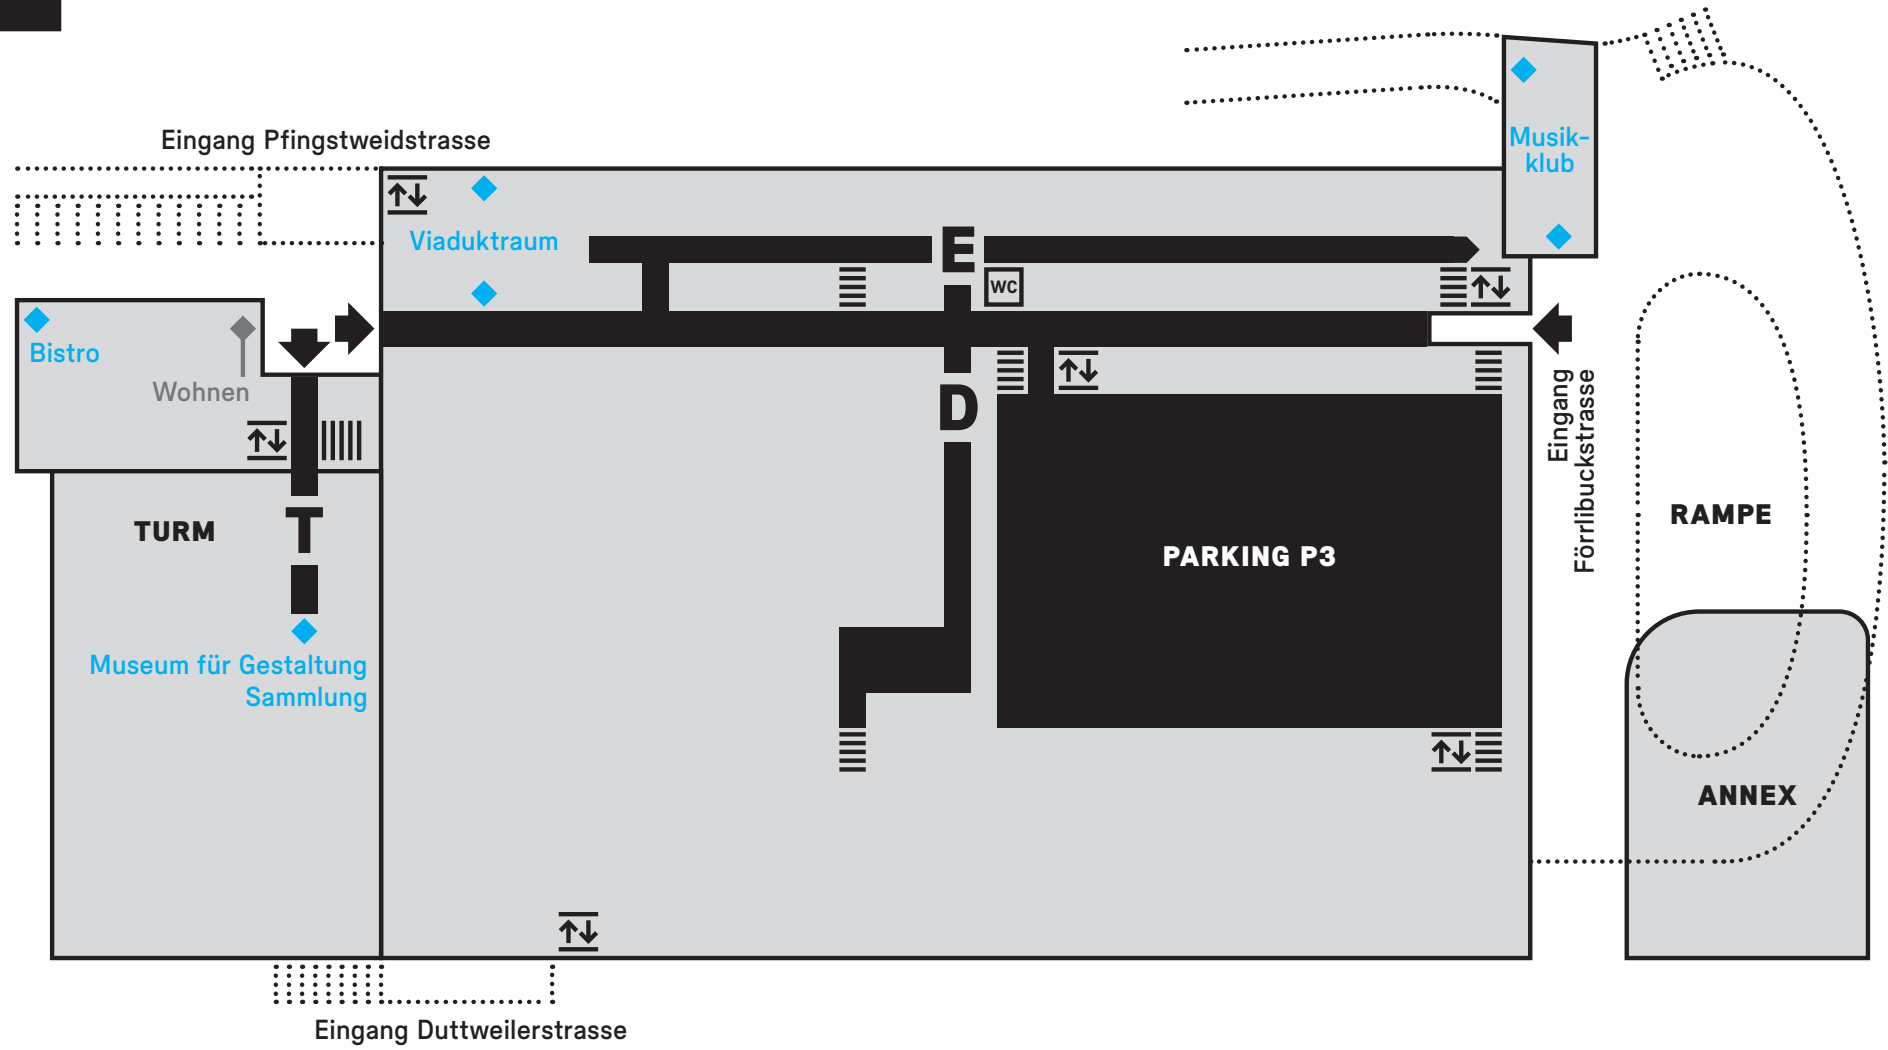 Eingang Pfingstweidstrasse
Musik-
klub
Viaduktraum
E
WC
Bistro
Wohnen
D
Eingang
Förrlibuckstrasse
T
TURM
RAMPE
PARKING P3
Museum für Gestaltung
Sammlung
ANNEX
Eingang Duttweilerstrasse